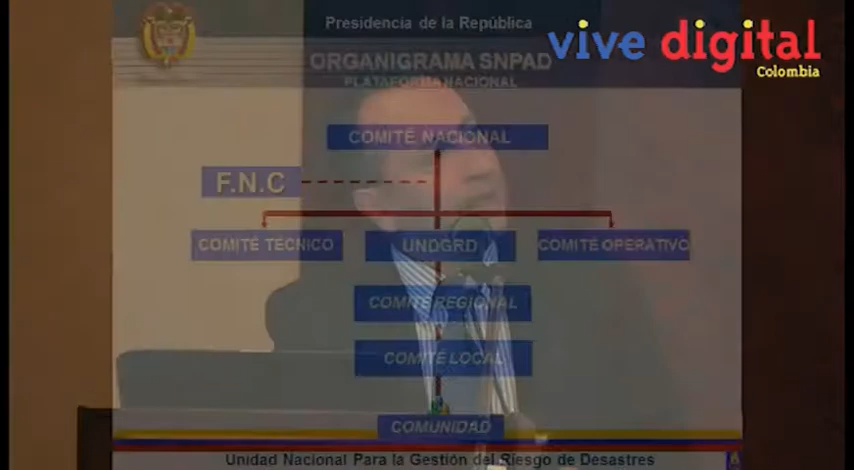 Presidencia de la República
vive digital
Colombia
ORGANIGRAMA SNPAD
PLATAFORMA NACIONAL
COMITÉ NACIONAL
F.N.C
COMITÉ TÉCNICO
UNDGRD
COMITÉ OPERATIVO
COMITÉ REGIONAL
COMITÉ LOCAL
COMUNIDAD
Unidad Nacional Para la Gestión del Riesgo de Desastres